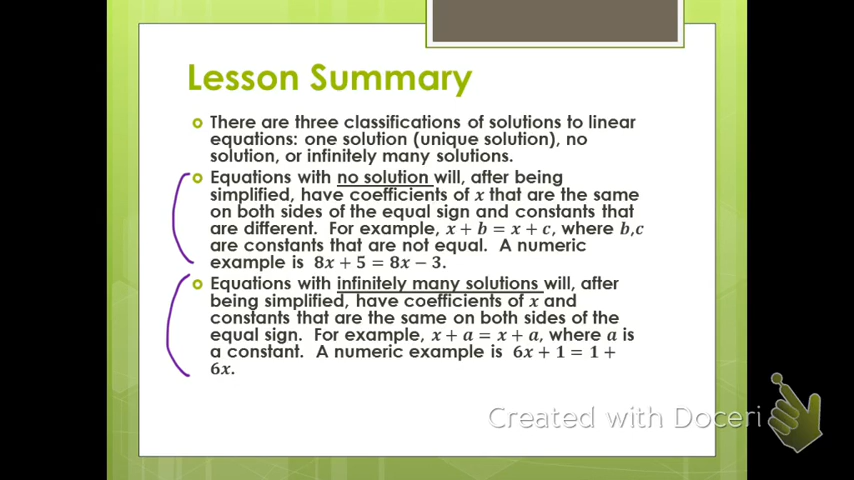 Lesson Summary
There are three classifications of solutions to linear
equations: one solution (unique solution), no
solution, or infinitely many solutions.
Equations with no solution will, after being
simplified, have coefficients of x that are the same
on both sides of the equal sign and constants that
are different. For example, x + b = x + c, where b,c
are constants that are not equal. A numeric
example is 8x + 5 = 8x − 3.
Equations with infinitely many solutions will, after
being simplified, have coefficients of x and
constants that are the same on both sides of the
equal sign. For example, x + a = x + a, where a is
a constant. A numeric example is 6x + 1 = 1 +
6x.
Created with Doceri